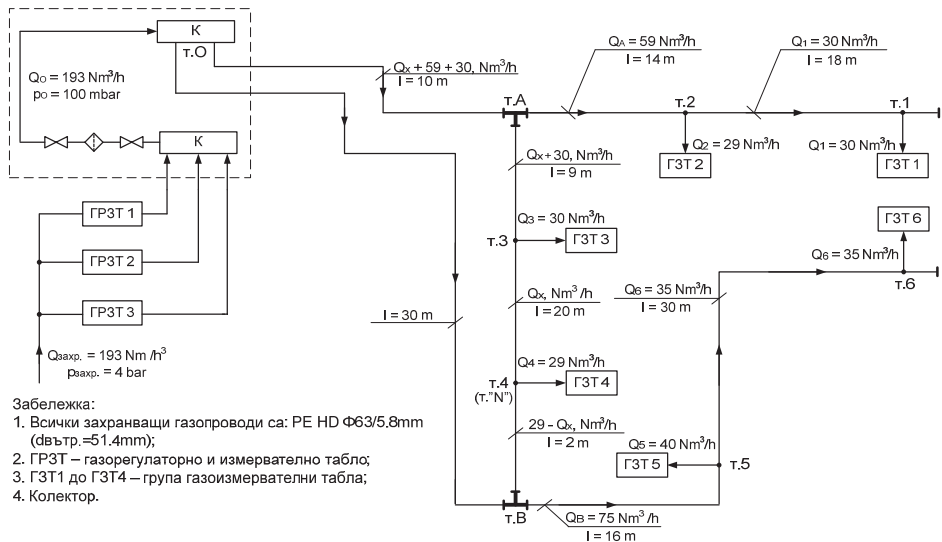 К
т.О
Qо = 193 Nm³/h
pо = 100 mbar
К
ГРЗТ 1
ГРЗТ 2
ГРЗТ 3
Qзахр. = 193 Nm /h³
pзахр. = 4 bar
Qx + 59 + 30, Nm³/h
l = 10 m
QА = 59 Nm³/h
l = 14 m
Q1 = 30 Nm³/h
l = 18 m
т.А
т.2
т.1
Q2 = 29 Nm³/h
ГЗТ 2
Q1 = 30 Nm³/h
ГЗТ 1
Qx + 30, Nm³/h
l = 9 m
Q3 = 30 Nm³/h
т.3
ГЗТ 3
ГЗТ 6
Q6 = 35 Nm³/h
т.6
Qx, Nm³ /h
l = 20 m
Q6 = 35 Nm³/h
l = 30 m
l = 30 m
Q4 = 29 Nm³/h
т.4
(т."N")
ГЗТ 4
29 - Qx, Nm³/h
l = 2 m
Q5 = 40 Nm³/h
ГЗТ 5
т.5
т.В
QВ = 75 Nm³ /h
l = 16 m
Забележка:
1. Всички захранващи газопроводи са: PE HD Ф63/5.8mm
(dвътр.=51.4mm);
2. ГРЗТ – газорегулаторно и измервателно табло;
3. ГЗТ1 до ГЗТ4 – група газоизмервателни табла;
4. Колектор.